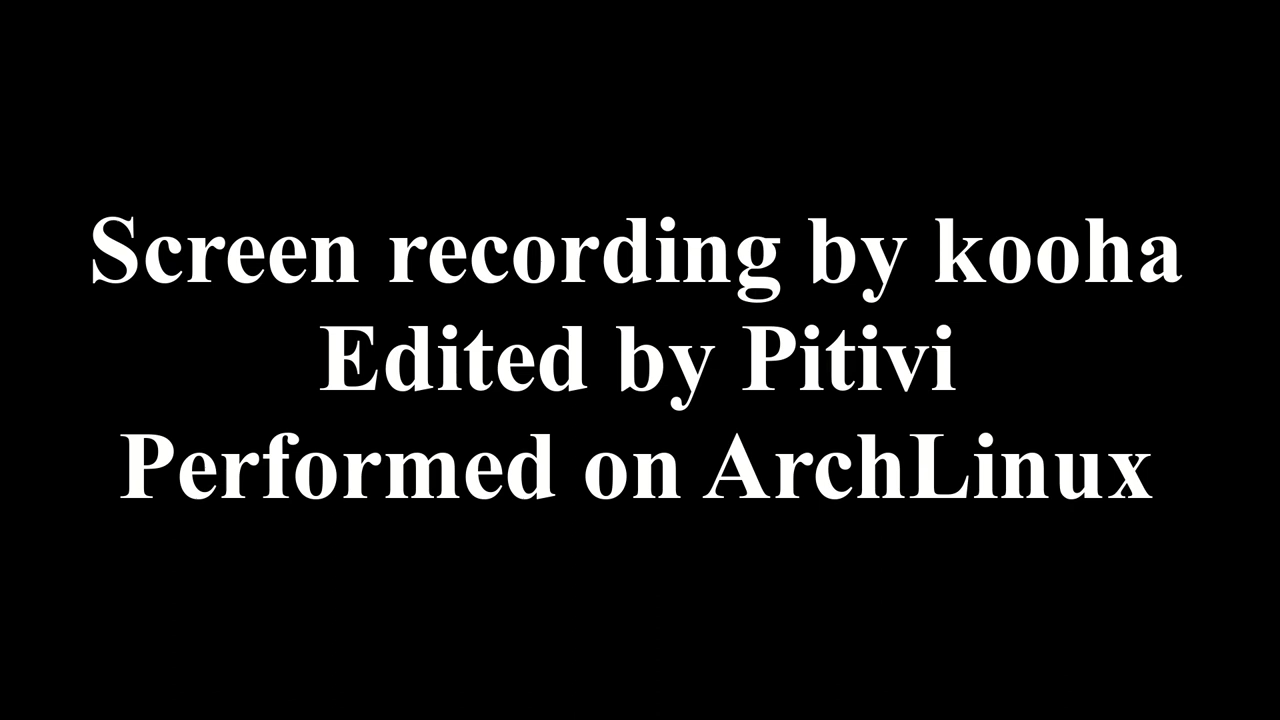 Screen recording by kooha
Edited by Pitivi
Performed on ArchLinux